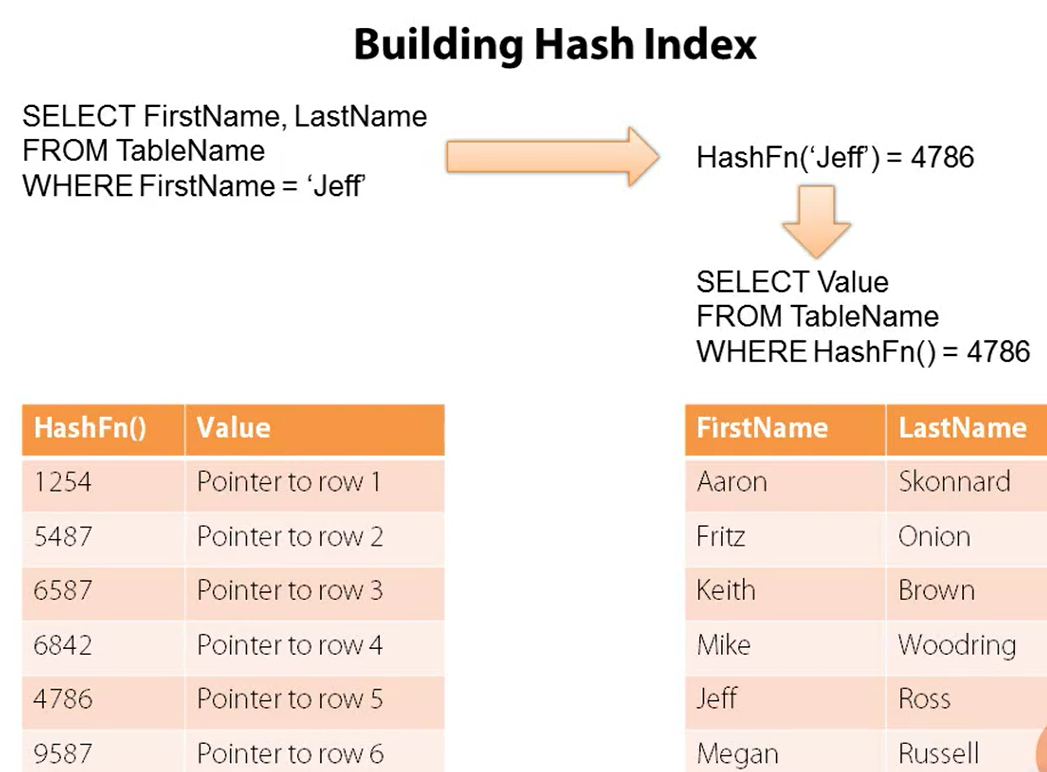 Building Hash Index
SELECT FirstName, LastName
FROM TableName
WHERE FirstName = ‘Jeff’
HashFn(‘Jeff’) = 4786
SELECT Value
FROM TableName
WHERE HashFn() = 4786
HashFn() Value
1254 Pointer to row 1
5487 Pointer to row 2
6587 Pointer to row 3
6842 Pointer to row 4
4786 Pointer to row 5
9587 Pointer to row 6
FirstName LastName
Aaron Skonnard
Fritz Onion
Keith Brown
Mike Woodring
Jeff Ross
Megan Russell